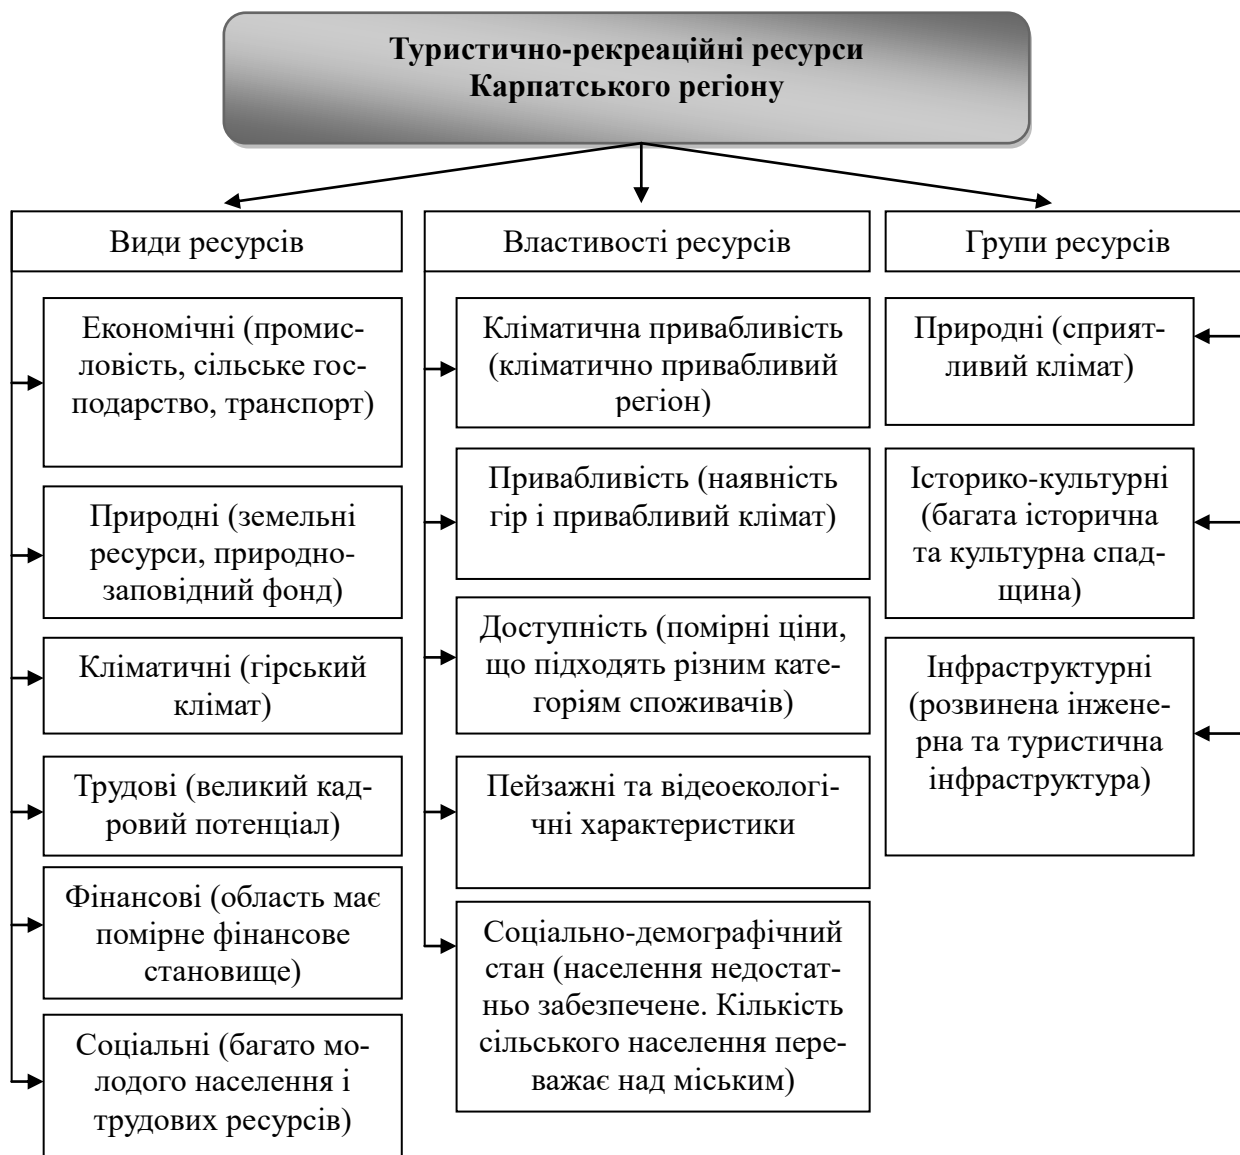 Туристично-рекреаційні ресурси
Карпатського регіону
Види ресурсів
Економічні (промис-
ловість, сільське гос-
подарство, транспорт)
Природні (земельні
ресурси, природно-
заповідний фонд)
Кліматичні (гірський
клімат)
Трудові (великий кад-
ровий потенціал)
Фінансові (область має
помірне фінансове
становище)
Соціальні (багато мо-
лодого населення і
трудових ресурсів)
Властивості ресурсів
Кліматична привабливість
(кліматично привабливий
регіон)
Привабливість (наявність
гір і привабливий клімат)
Доступність (помірні ціни,
що підходять різним кате-
горіям споживачів)
Пейзажні та відеоекологі-
чні характеристики
Соціально-демографічний
стан (населення недостат-
ньо забезпечене. Кількість
сільського населення пере-
важає над міським)
Групи ресурсів
Природні (сприят-
ливий клімат)
Історико-культурні
(багата історична
та культурна спад-
щина)
Інфраструктурні
(розвинена інжене-
рна та туристична
інфраструктура)